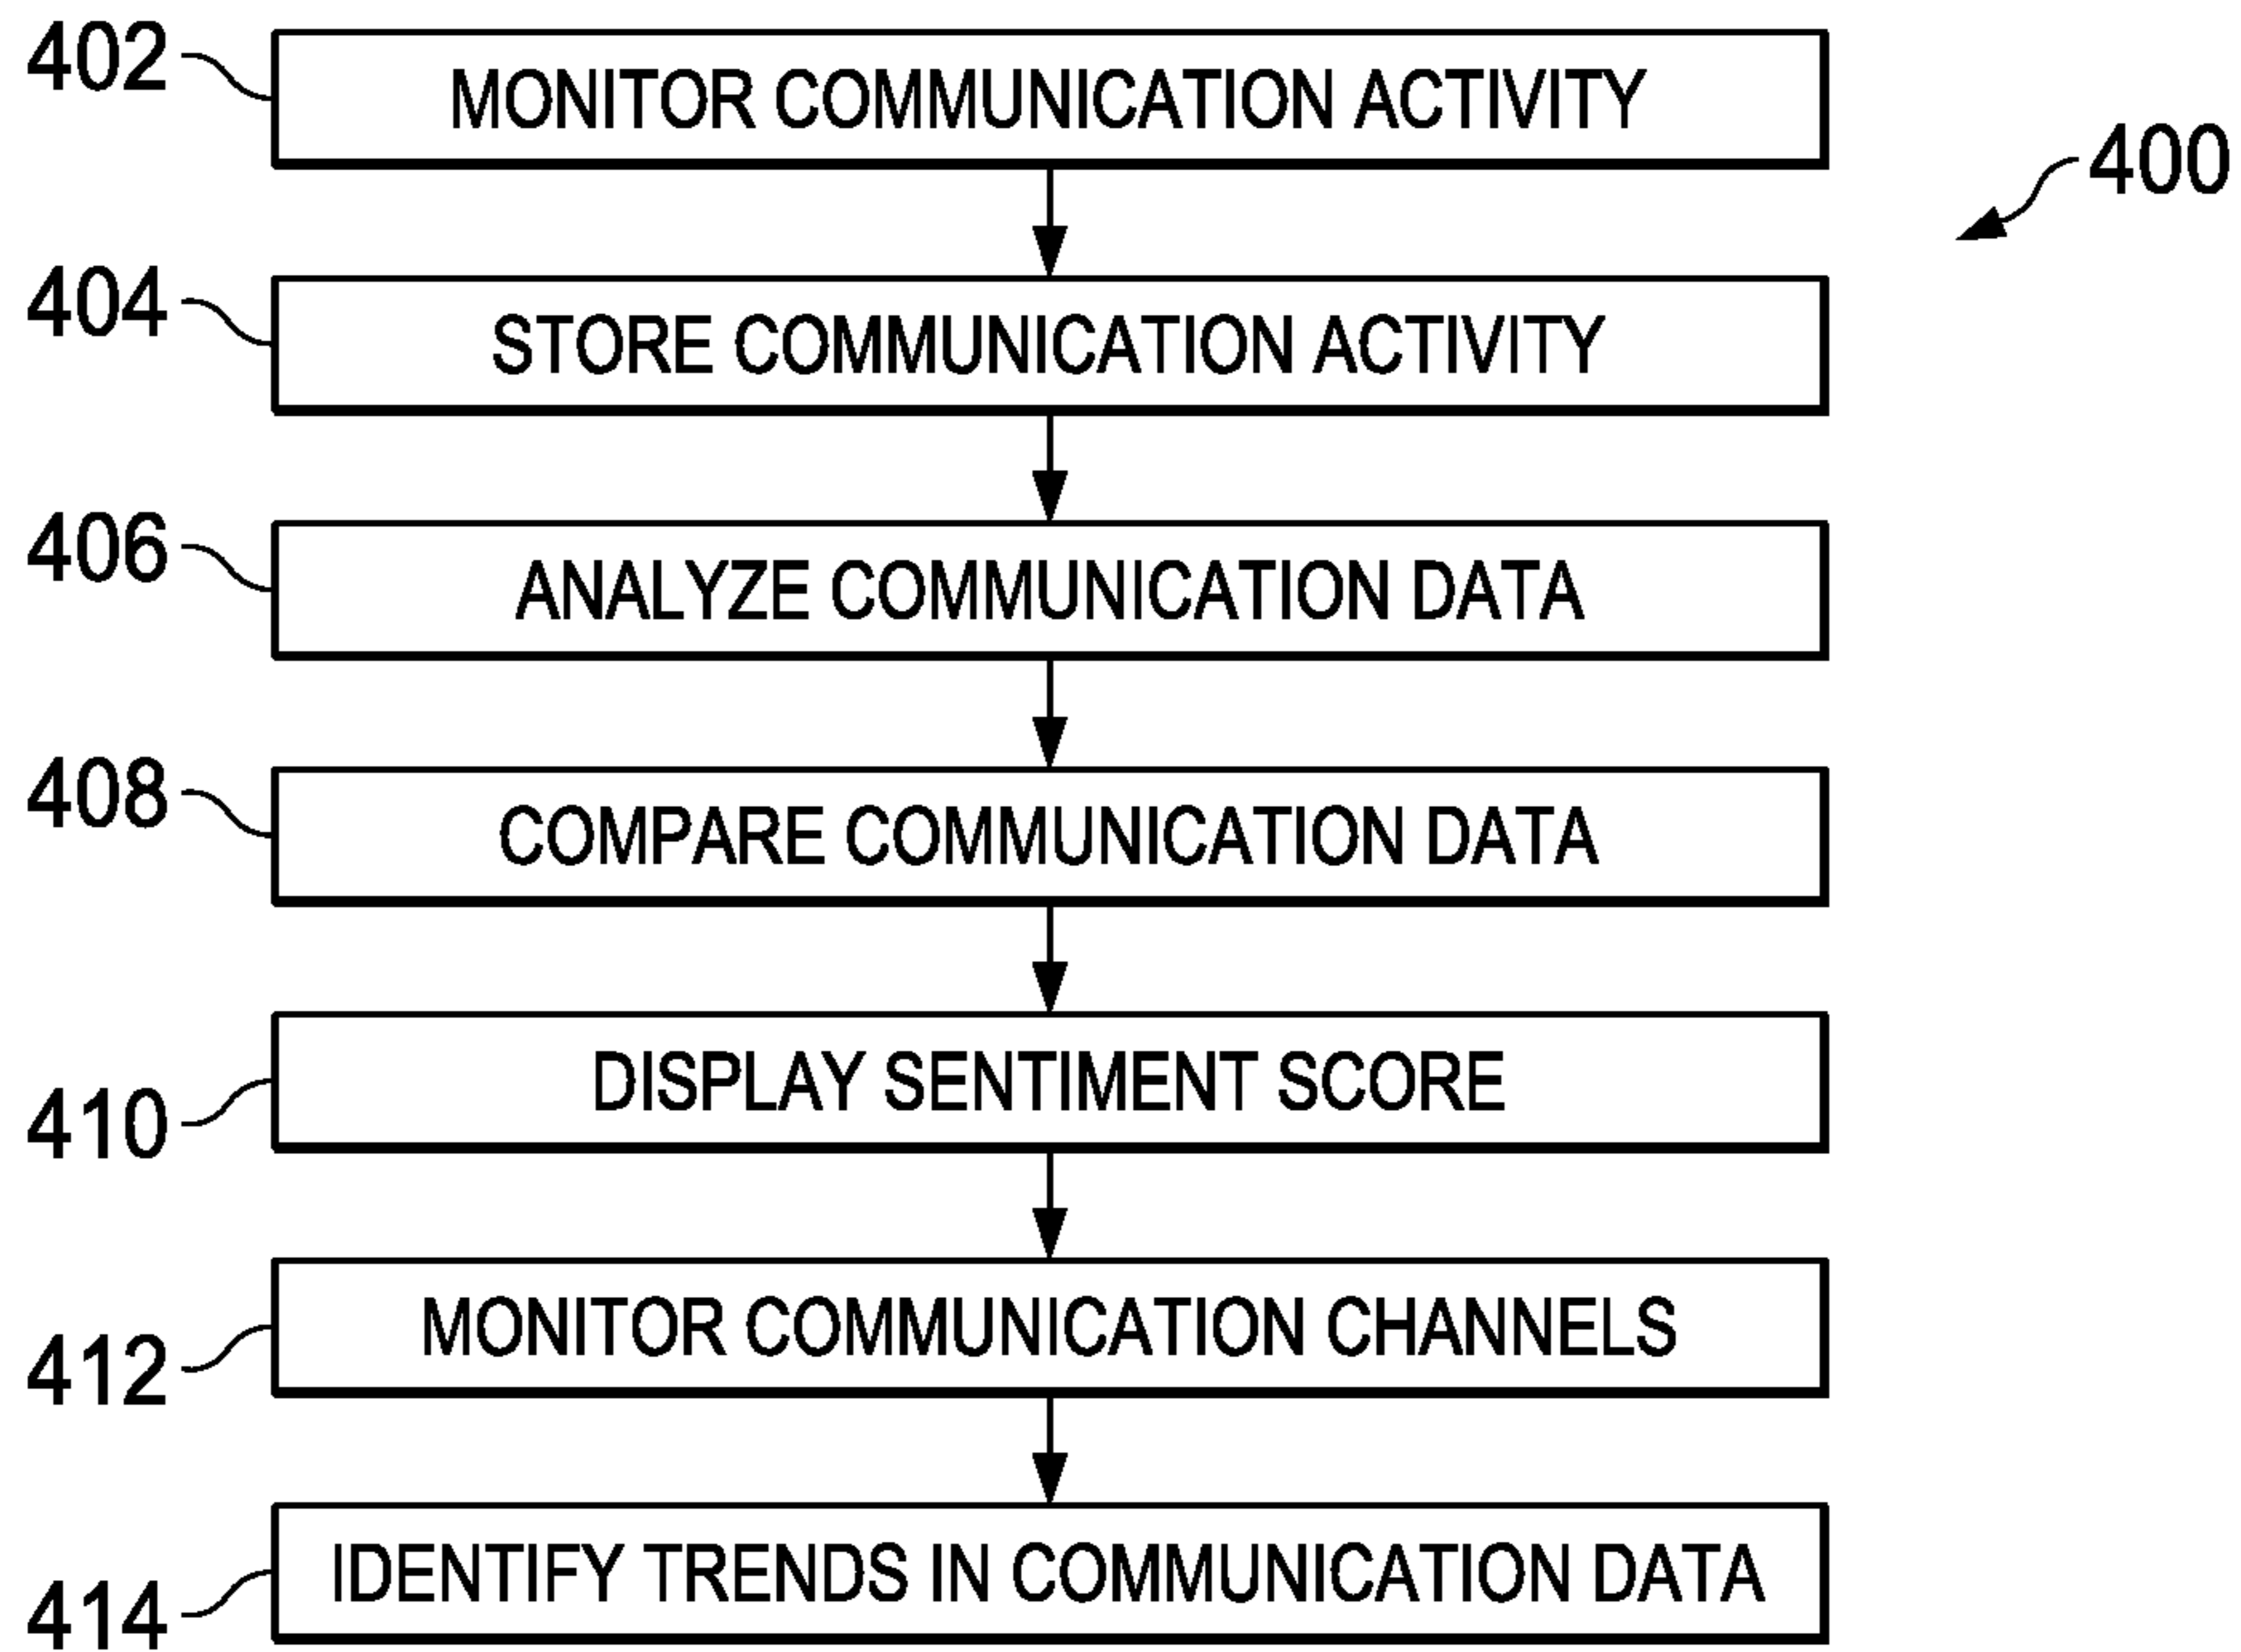 402
MONITOR COMMUNICATION ACTIVITY
400
404
STORE COMMUNICATION ACTIVITY
406
ANALYZE COMMUNICATION DATA
408
COMPARE COMMUNICATION DATA
410
DISPLAY SENTIMENT SCORE
412
MONITOR COMMUNICATION CHANNELS
414
IDENTIFY TRENDS IN COMMUNICATION DATA